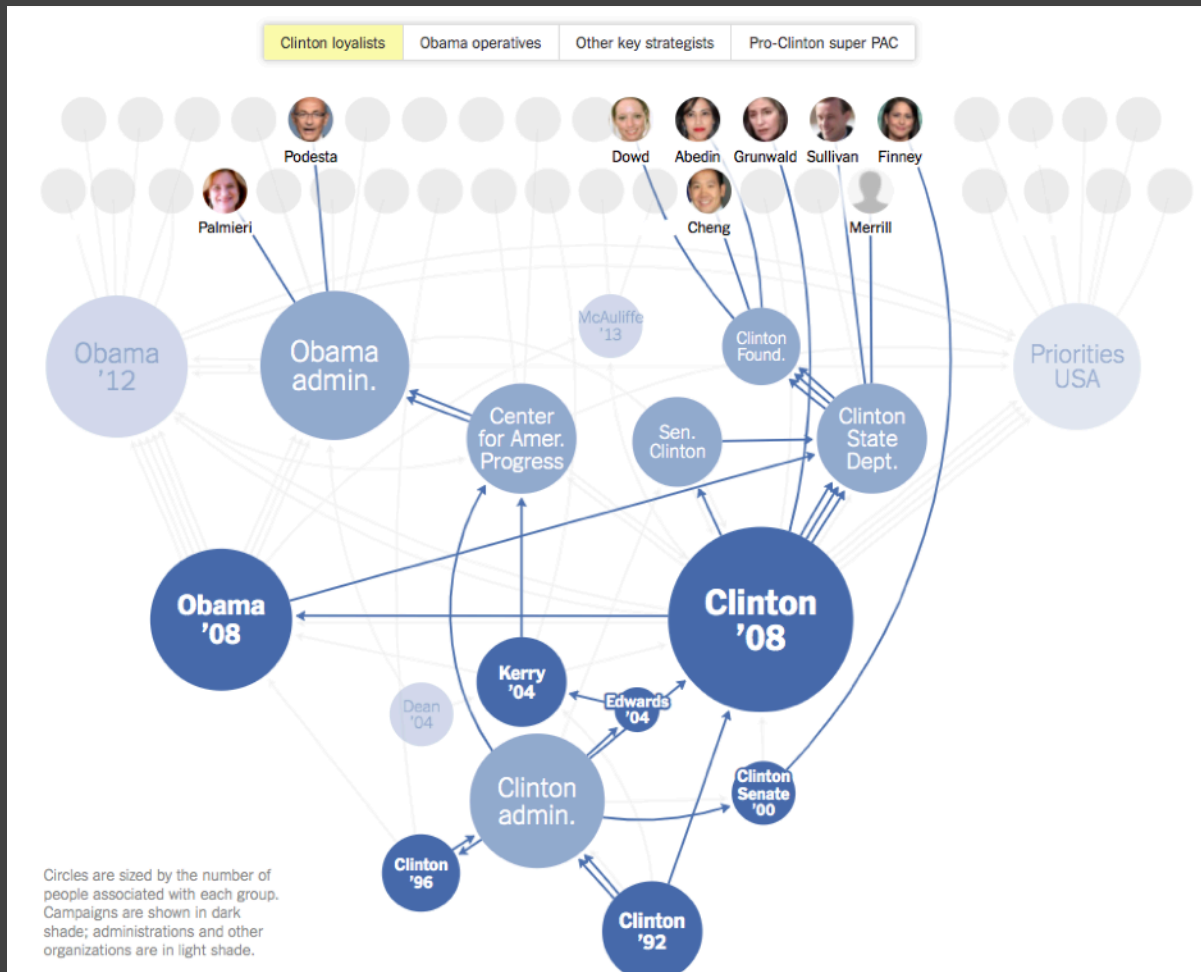 Clinton loyalists
Obama operatives
Other key strategists
Pro-Clinton super PAC
Podesta
Dowd
Abedin
Grunwald
Sullivan
Finney
Palmieri
Cheng
Merrill
McAuliffe
'13
Obama
'12
Obama
admin.
Clinton
Found.
Priorities
USA
Center
for Amer.
Progress
Sen.
Clinton
Clinton
State
Dept.
Obama
'08
Clinton
'08
Kerry
'04
Edwards
'04
Dean
'04
Clinton
admin.
Clinton
Senate
'00
Clinton
'96
Clinton
'92
Circles are sized by the number of
people associated with each group.
Campaigns are shown in dark
shade; administrations and other
organizations are in light shade.